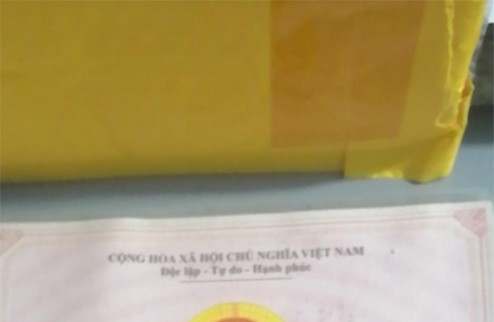 CỘNG HÒA XÃ HỘI CHỦ NGHĨA VIỆT NAM
Độc lập - Tự do - Hạnh phúc